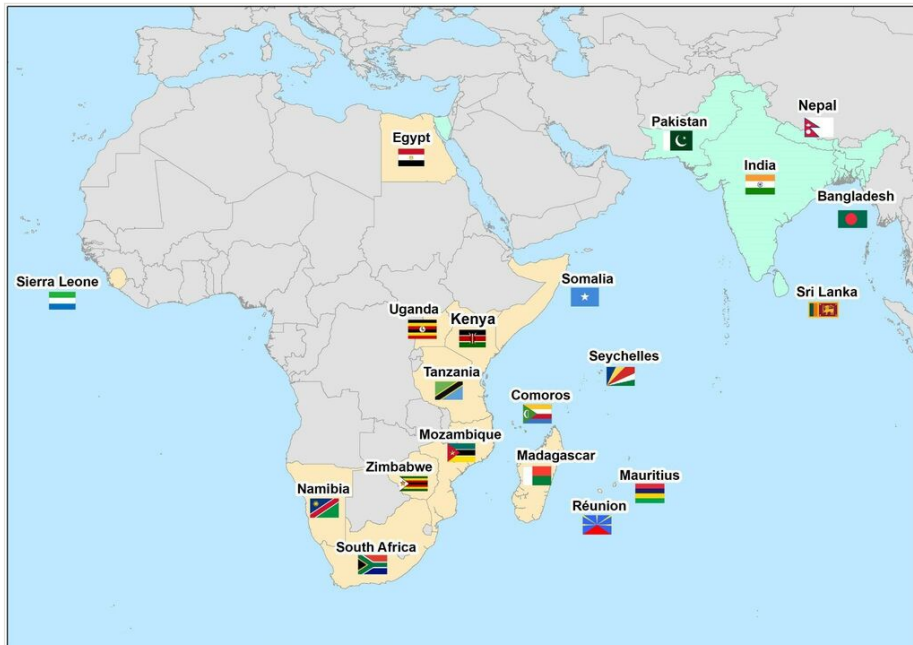 Nepal
Pakistan
Egypt
India
Bangladesh
Sierra Leone
Somalia
Sri Lanka
Uganda
Kenya
Seychelles
Tanzania
Comoros
Mozambique
Madagascar
Zimbabwe
Mauritius
Namibia
Réunion
South Africa